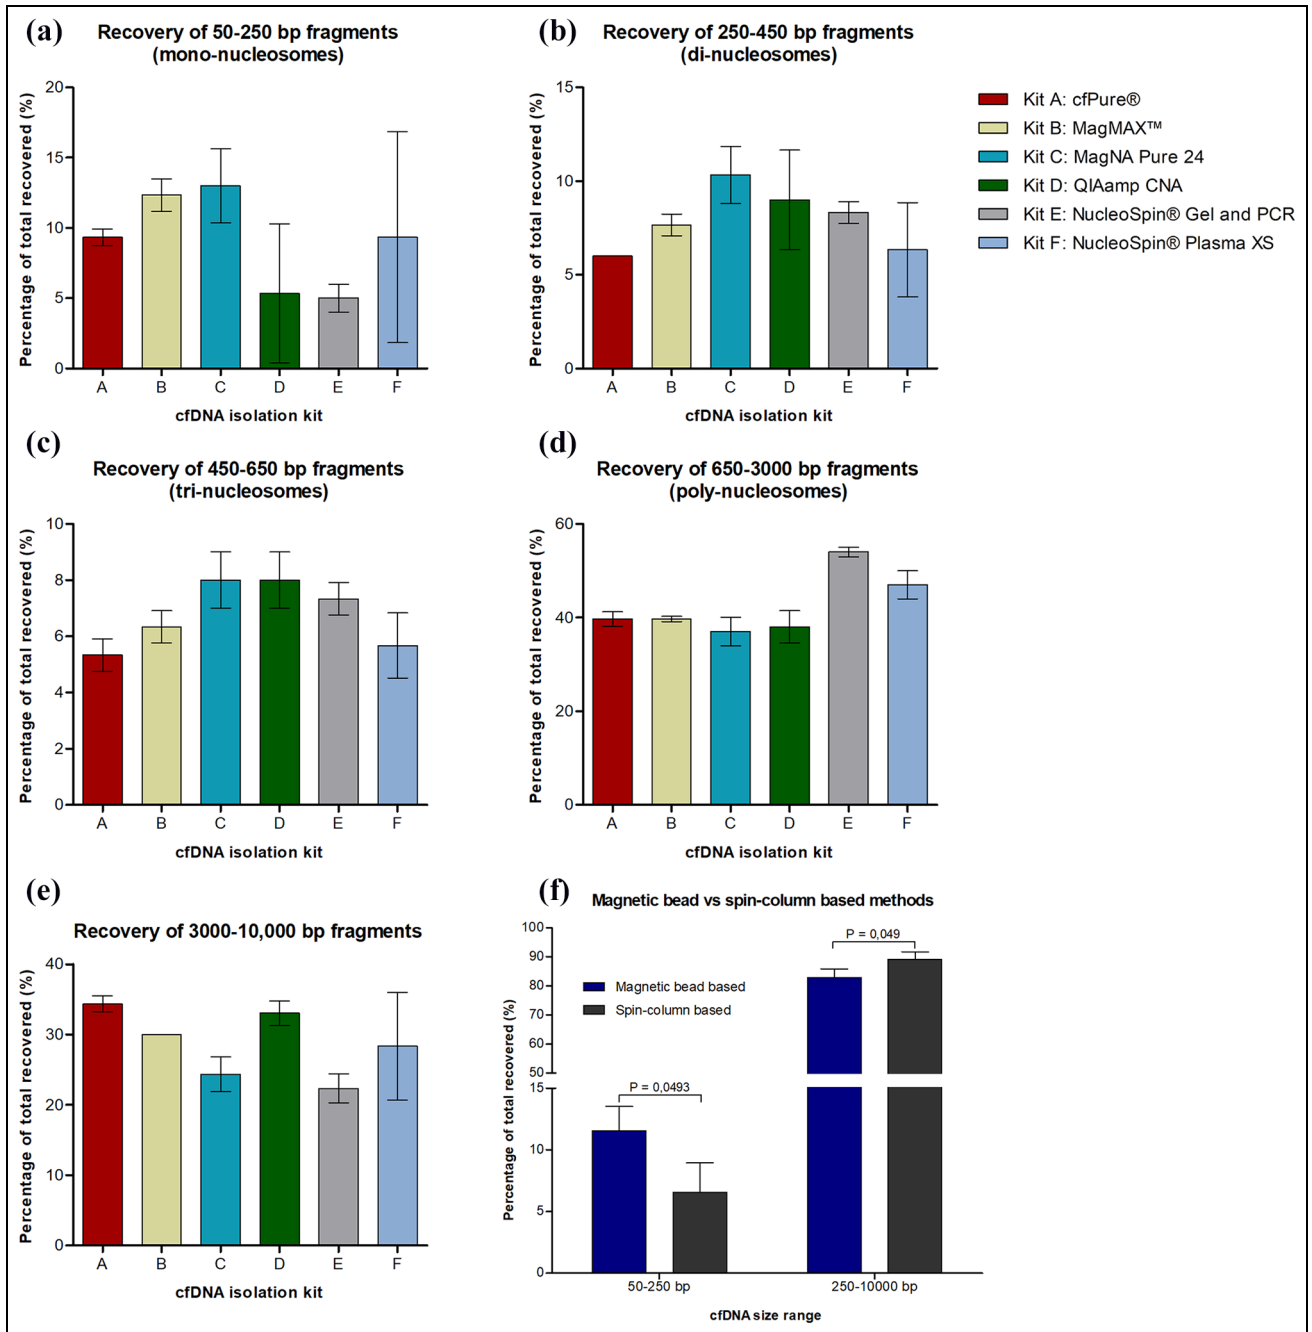 (a)
Recovery of 50-250 bp fragments
(mono-nucleosomes)
Percentage of total recovered (%)
20
15
10
5
0
A B C D E F
cfDNA isolation kit
(b)
Recovery of 250-450 bp fragments
(di-nucleosomes)
Percentage of total recovered (%)
15
10
5
0
A B C D E F
cfDNA isolation kit
Kit A: cfPure®
Kit B: MagMAX™
Kit C: MagNA Pure 24
Kit D: QIAamp CNA
Kit E: NucleoSpin® Gel and PCR
Kit F: NucleoSpin® Plasma XS
(c)
Recovery of 450-650 bp fragments
(tri-nucleosomes)
Percentage of total recovered (%)
10
8
6
4
2
0
A B C D E F
cfDNA isolation kit
(d)
Recovery of 650-3000 bp fragments
(poly-nucleosomes)
Percentage of total recovered (%)
60
40
20
0
A B C D E F
cfDNA isolation kit
(e)
Recovery of 3000-10,000 bp fragments
Percentage of total recovered (%)
40
30
20
10
0
A B C D E F
cfDNA isolation kit
(f)
Magnetic bead vs spin-column based methods
Percentage of total recovered (%)
100
90
80
70
60
50
15
10
5
0
Magnetic bead based
Spin-column based
P = 0,0493
P = 0,049
50-250 bp 250-10000 bp
cfDNA size range